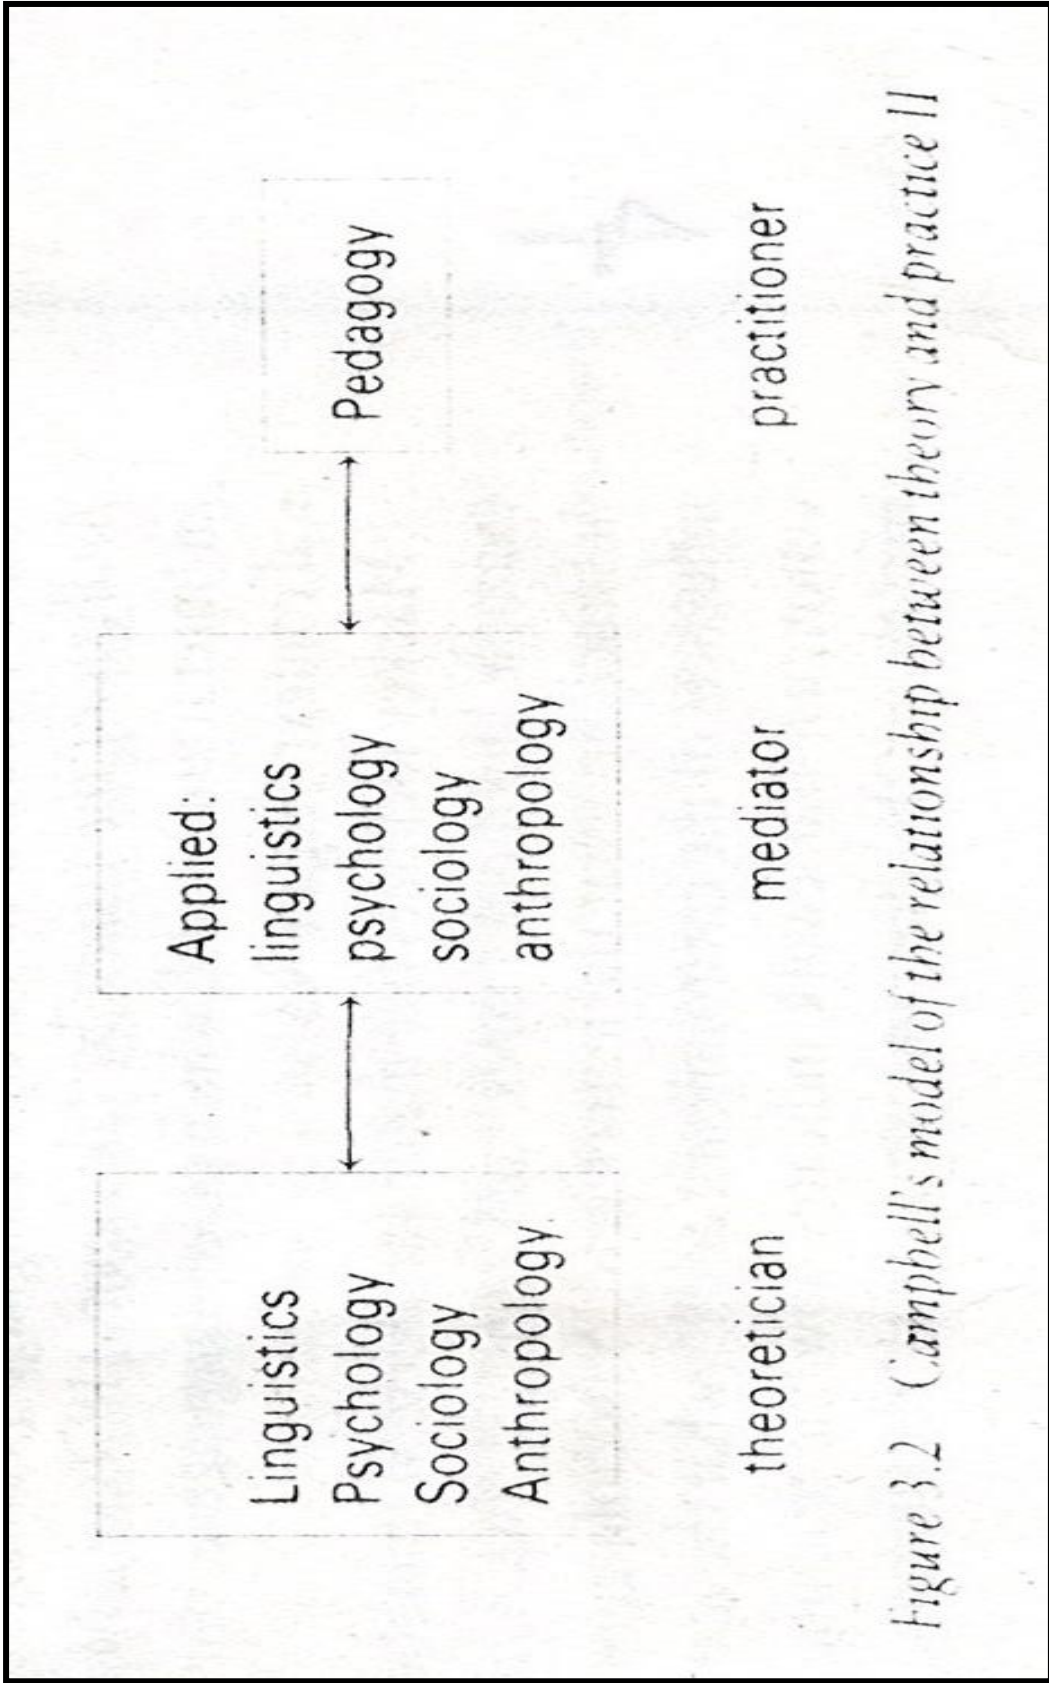 Linguistics
Psychology
Sociology
Anthropology
Applied:
linguistics
psychology
sociology
anthropology
Pedagogy
theoretician
mediator
practitioner
Figure 3.2 Campbell's model of the relationship between theory and practice II